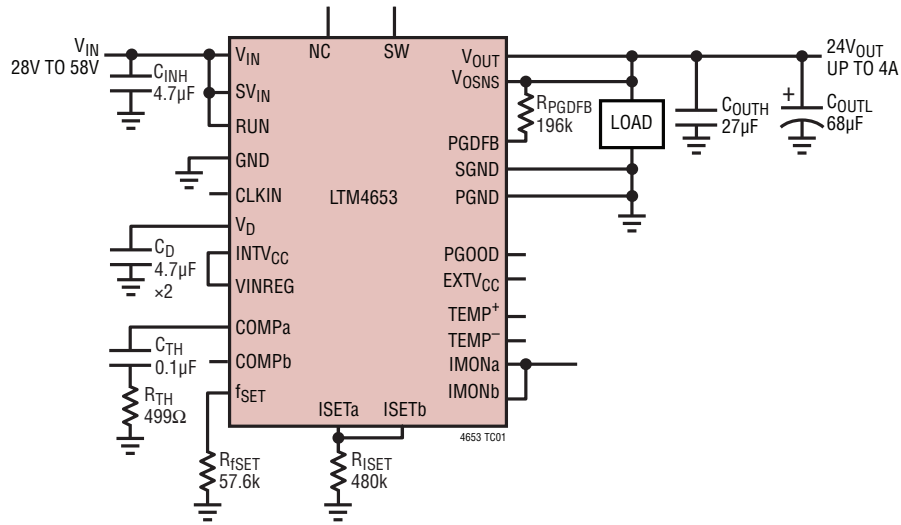 NC
SW
VIN
28V TO 58V
CINH
4.7µF
VIN
SVIN
RUN
GND
CLKIN
VD
CD
4.7µF
×2
INTVCC
VINREG
COMPa
CTH
0.1µF
COMPb
RTH
499Ω
fSET
RfSET
57.6k
LTM4653
ISETa
ISETb
RISET
480k
VOUT
VOSNS
RPGDFB
196k
PGDFB
SGND
PGND
PGOOD
EXTVCC
TEMP+
TEMP–
IMONa
IMONb
4653 TC01
LOAD
COUTH
27µF
+
COUTL
68µF
24VOUT
UP TO 4A